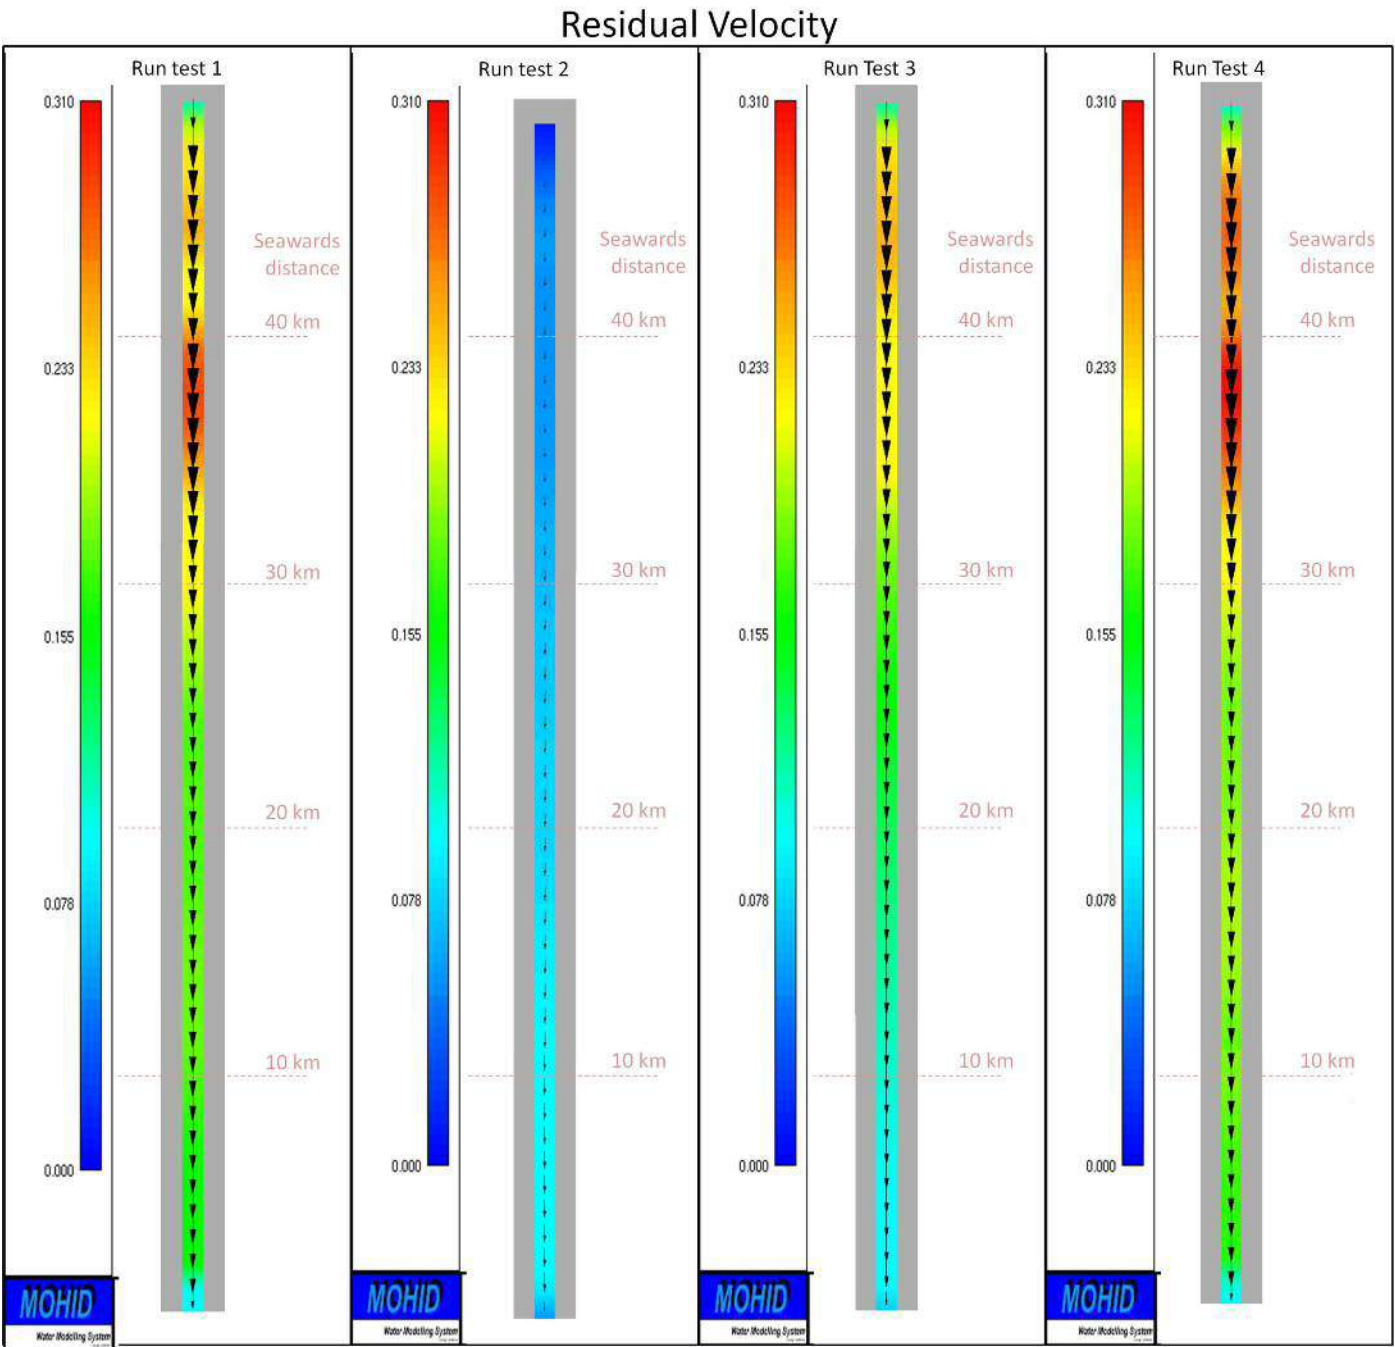 Residual Velocity
Run test 1
0.310
Seawards
distance
40 km
0.233
30 km
0.155
20 km
0.078
10 km
0.000
MOHID
Water Modelling System
Run test 2
0.310
Seawards
distance
40 km
0.233
30 km
0.155
20 km
0.078
10 km
0.000
MOHID
Water Modelling System
Run Test 3
0.310
Seawards
distance
40 km
0.233
30 km
0.155
20 km
0.078
10 km
0.000
MOHID
Water Modelling System
Run Test 4
0.310
Seawards
distance
40 km
0.233
30 km
0.155
20 km
0.078
10 km
0.000
MOHID
Water Modelling System